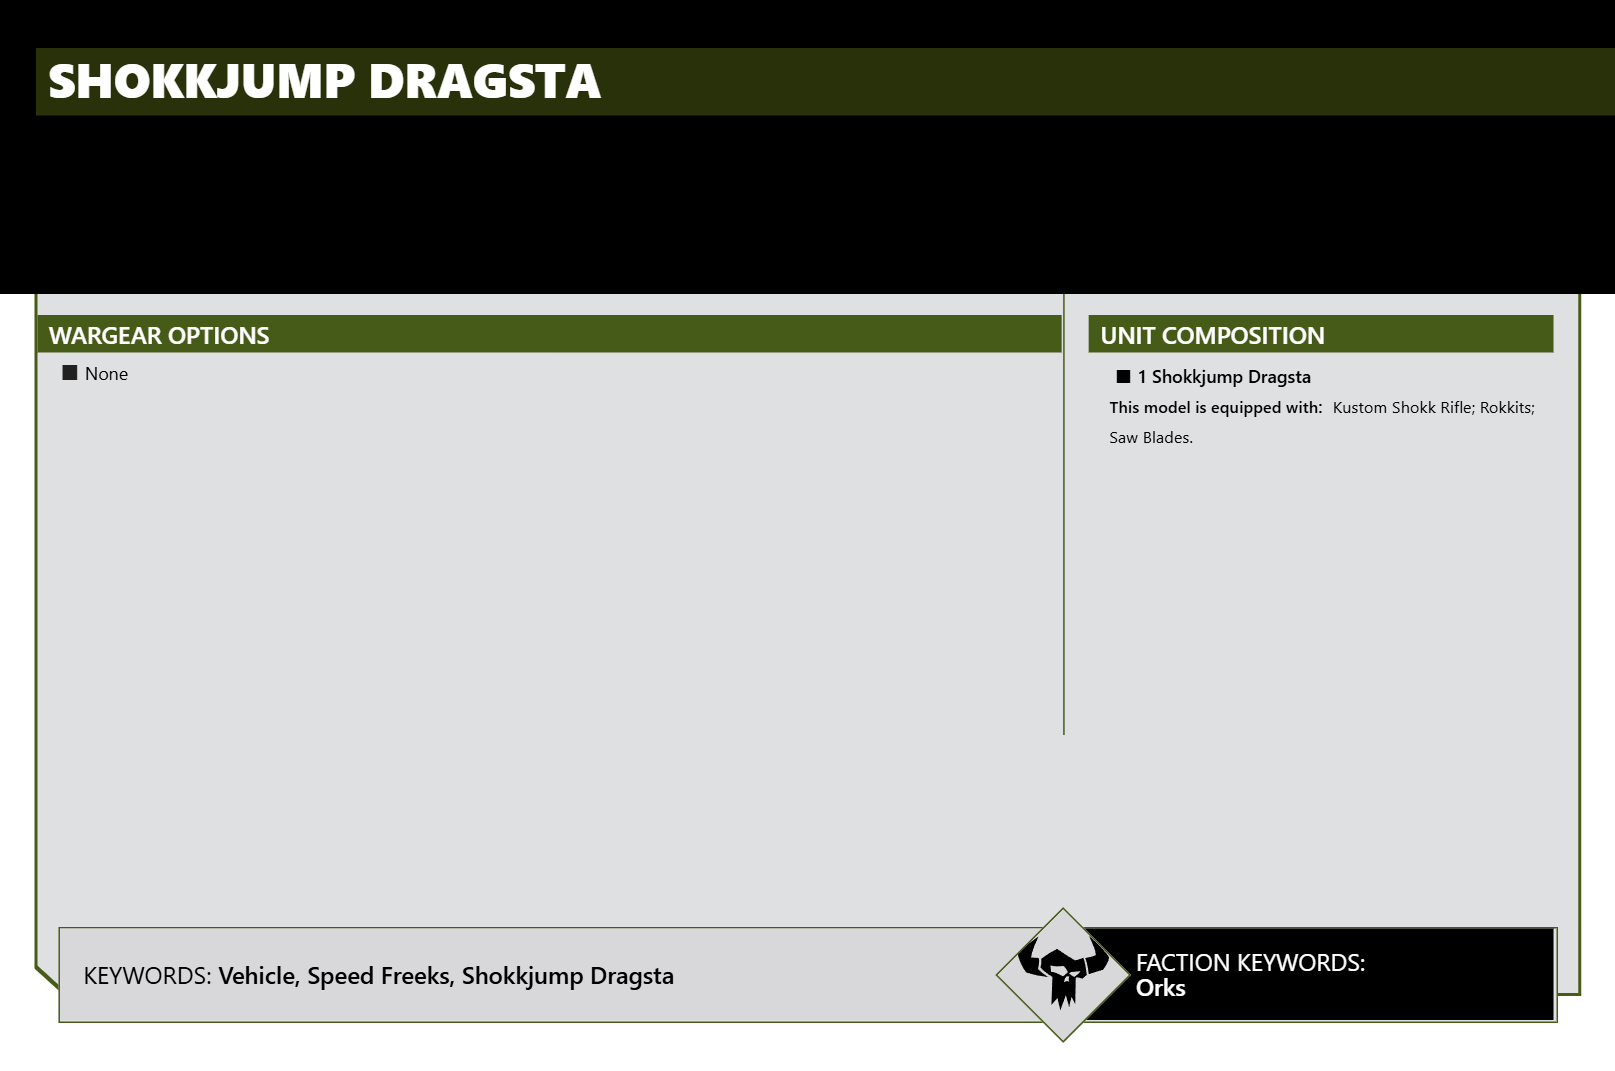 SHOKKJUMP DRAGSTA
WARGEAR OPTIONS
None
UNIT COMPOSITION
1 Shokkjump Dragsta
This model is equipped with: Kustom Shokk Rifle; Rokkits;
Saw Blades.
KEYWORDS: Vehicle, Speed Freeks, Shokkjump Dragsta
FACTION KEYWORDS:
Orks